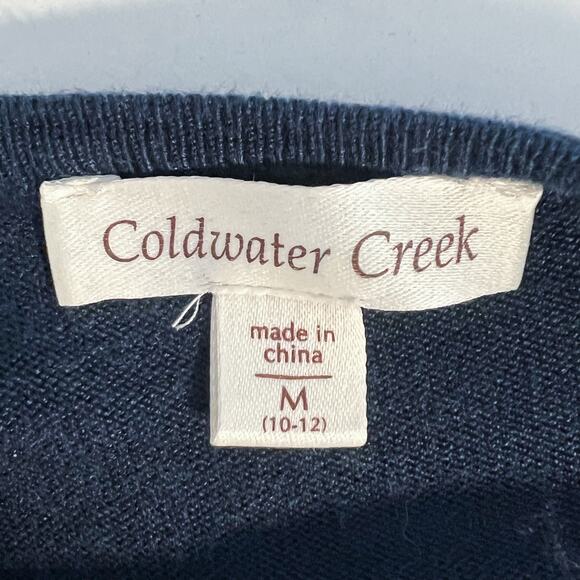 Coldwater Creek
made in
china
M
(10-12)